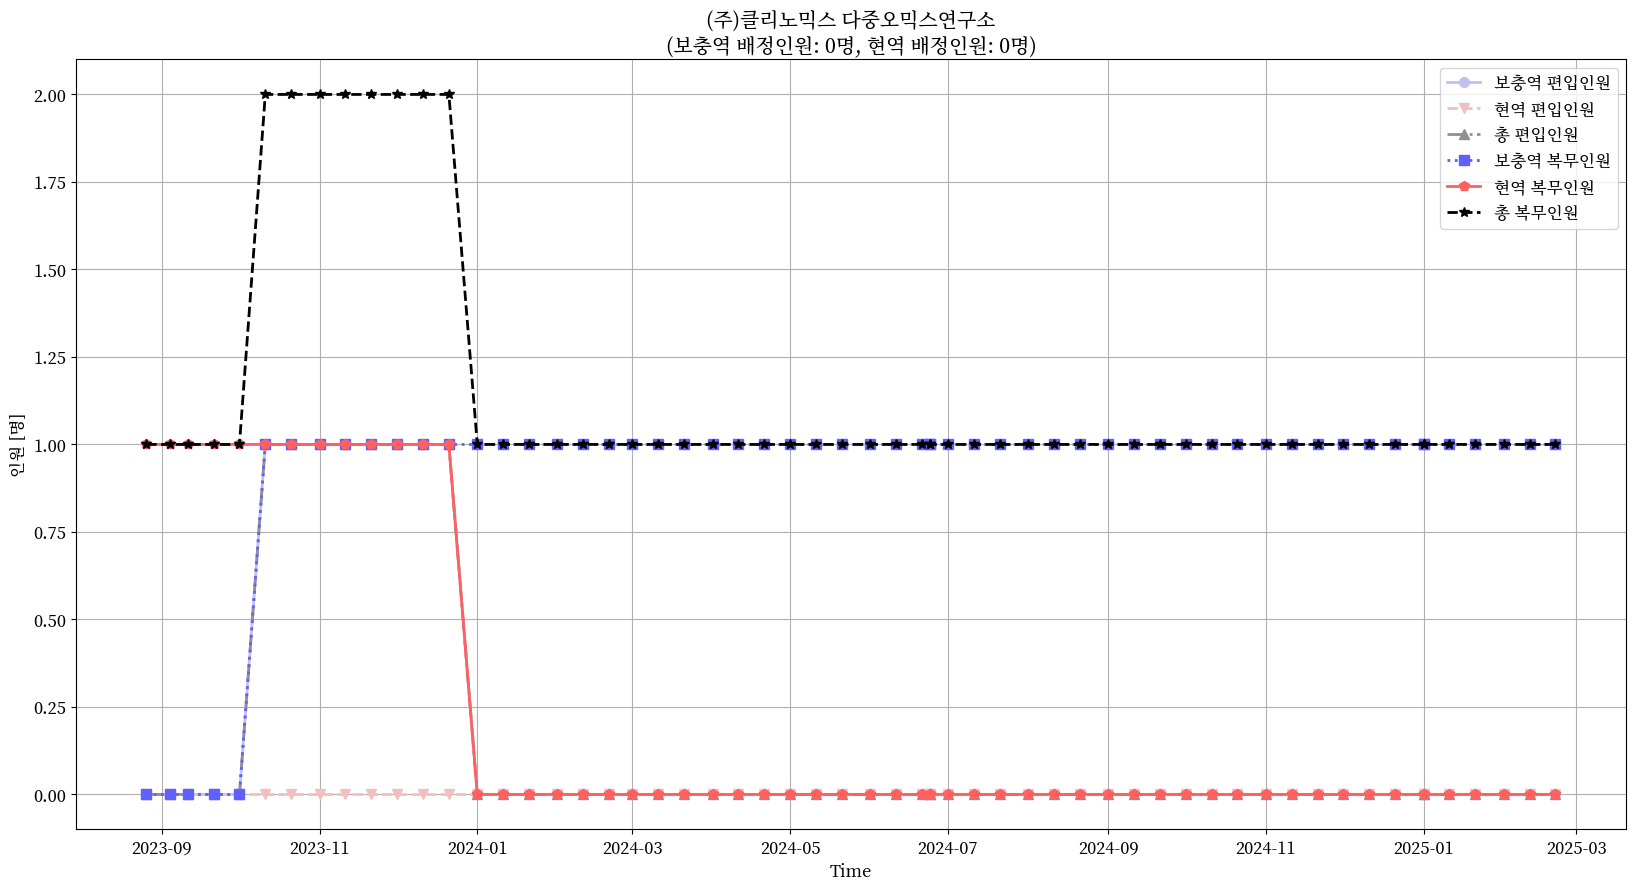 (주)클리노믹스 다중오믹스연구소
(보충역 배정인원: 0명, 현역 배정인원: 0명)
보충역 편입인원
현역 편입인원
총 편입인원
보충역 복무인원
현역 복무인원
총 복무인원
2.00
1.75
1.50
1.25
1.00
0.75
0.50
0.25
0.00
인원 [명]
2023-09
2023-11
2024-01
2024-03
2024-05
2024-07
2024-09
2024-11
2025-01
2025-03
Time